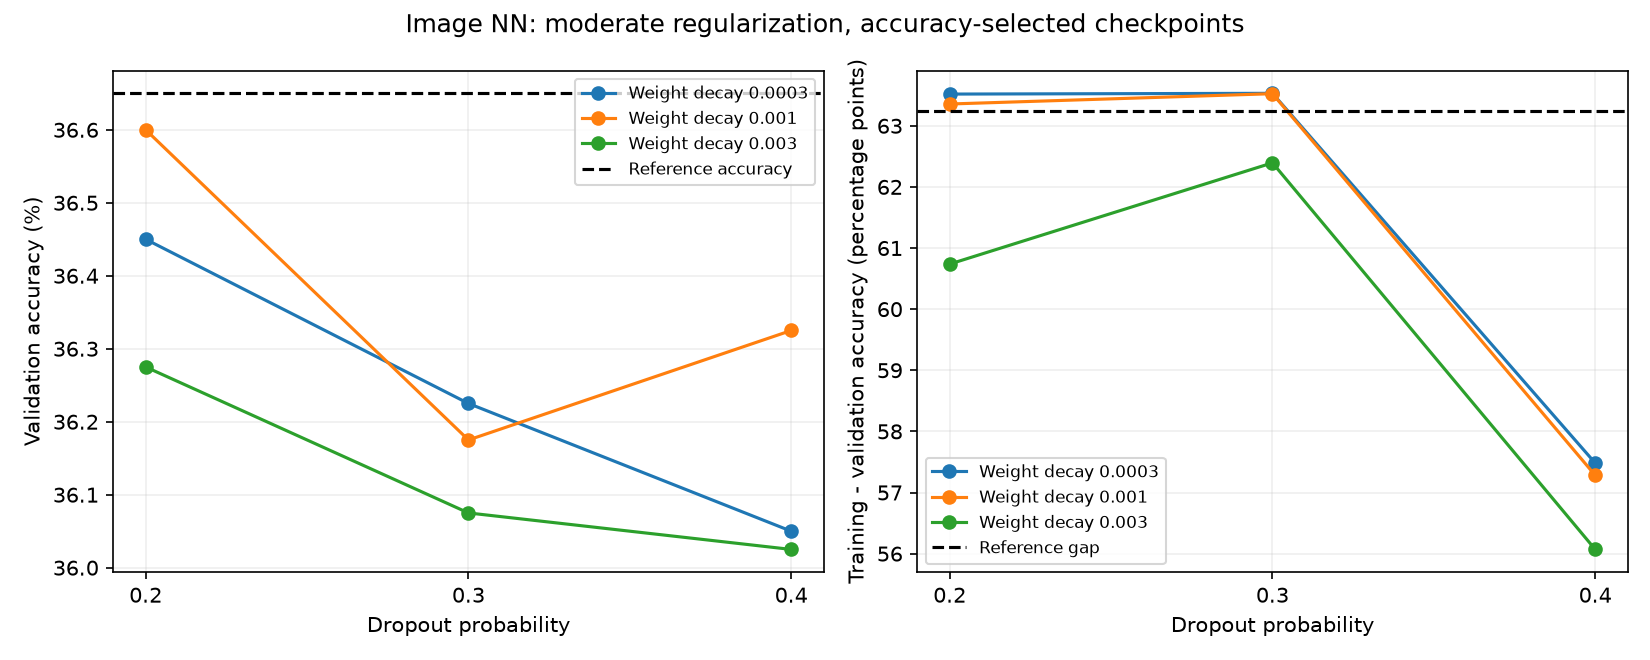 Image NN: moderate regularization, accuracy-selected checkpoints
Validation accuracy (%)
36.6
36.5
36.4
36.3
36.2
36.1
36.0
Weight decay 0.0003
Weight decay 0.001
Weight decay 0.003
Reference accuracy
0.2
0.3
0.4
Dropout probability
Training - validation accuracy (percentage points)
63
62
61
60
59
58
57
56
Weight decay 0.0003
Weight decay 0.001
Weight decay 0.003
Reference gap
0.2
0.3
0.4
Dropout probability